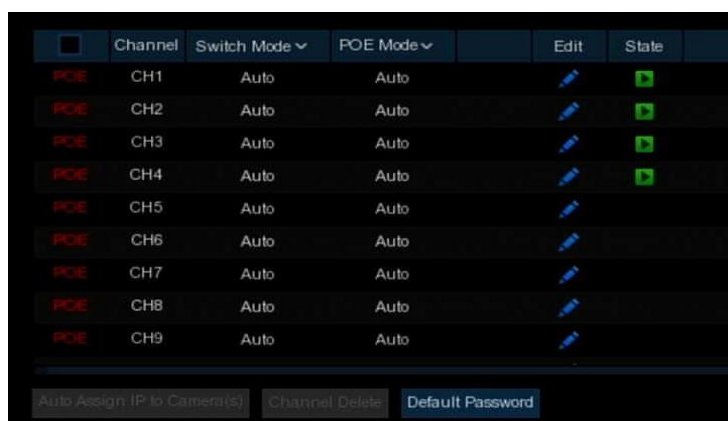 Channel Switch Mode POE Mode Edit State
POE CH1 Auto Auto
POE CH2 Auto Auto
POE CH3 Auto Auto
POE CH4 Auto Auto
POE CH5 Auto Auto
POE CH6 Auto Auto
POE CH7 Auto Auto
POE CH8 Auto Auto
POE CH9 Auto Auto
Auto Assign IP to Camera(s) Channel Delete Default Password